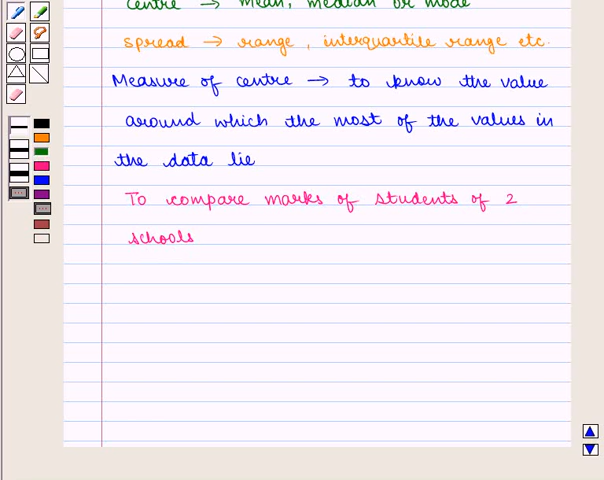 centre → mean, median or mode
spread → range, interquartile range etc.
Measure of centre → to know the value
around which the most of the values in
the data lie
To compare marks of students of 2
schools